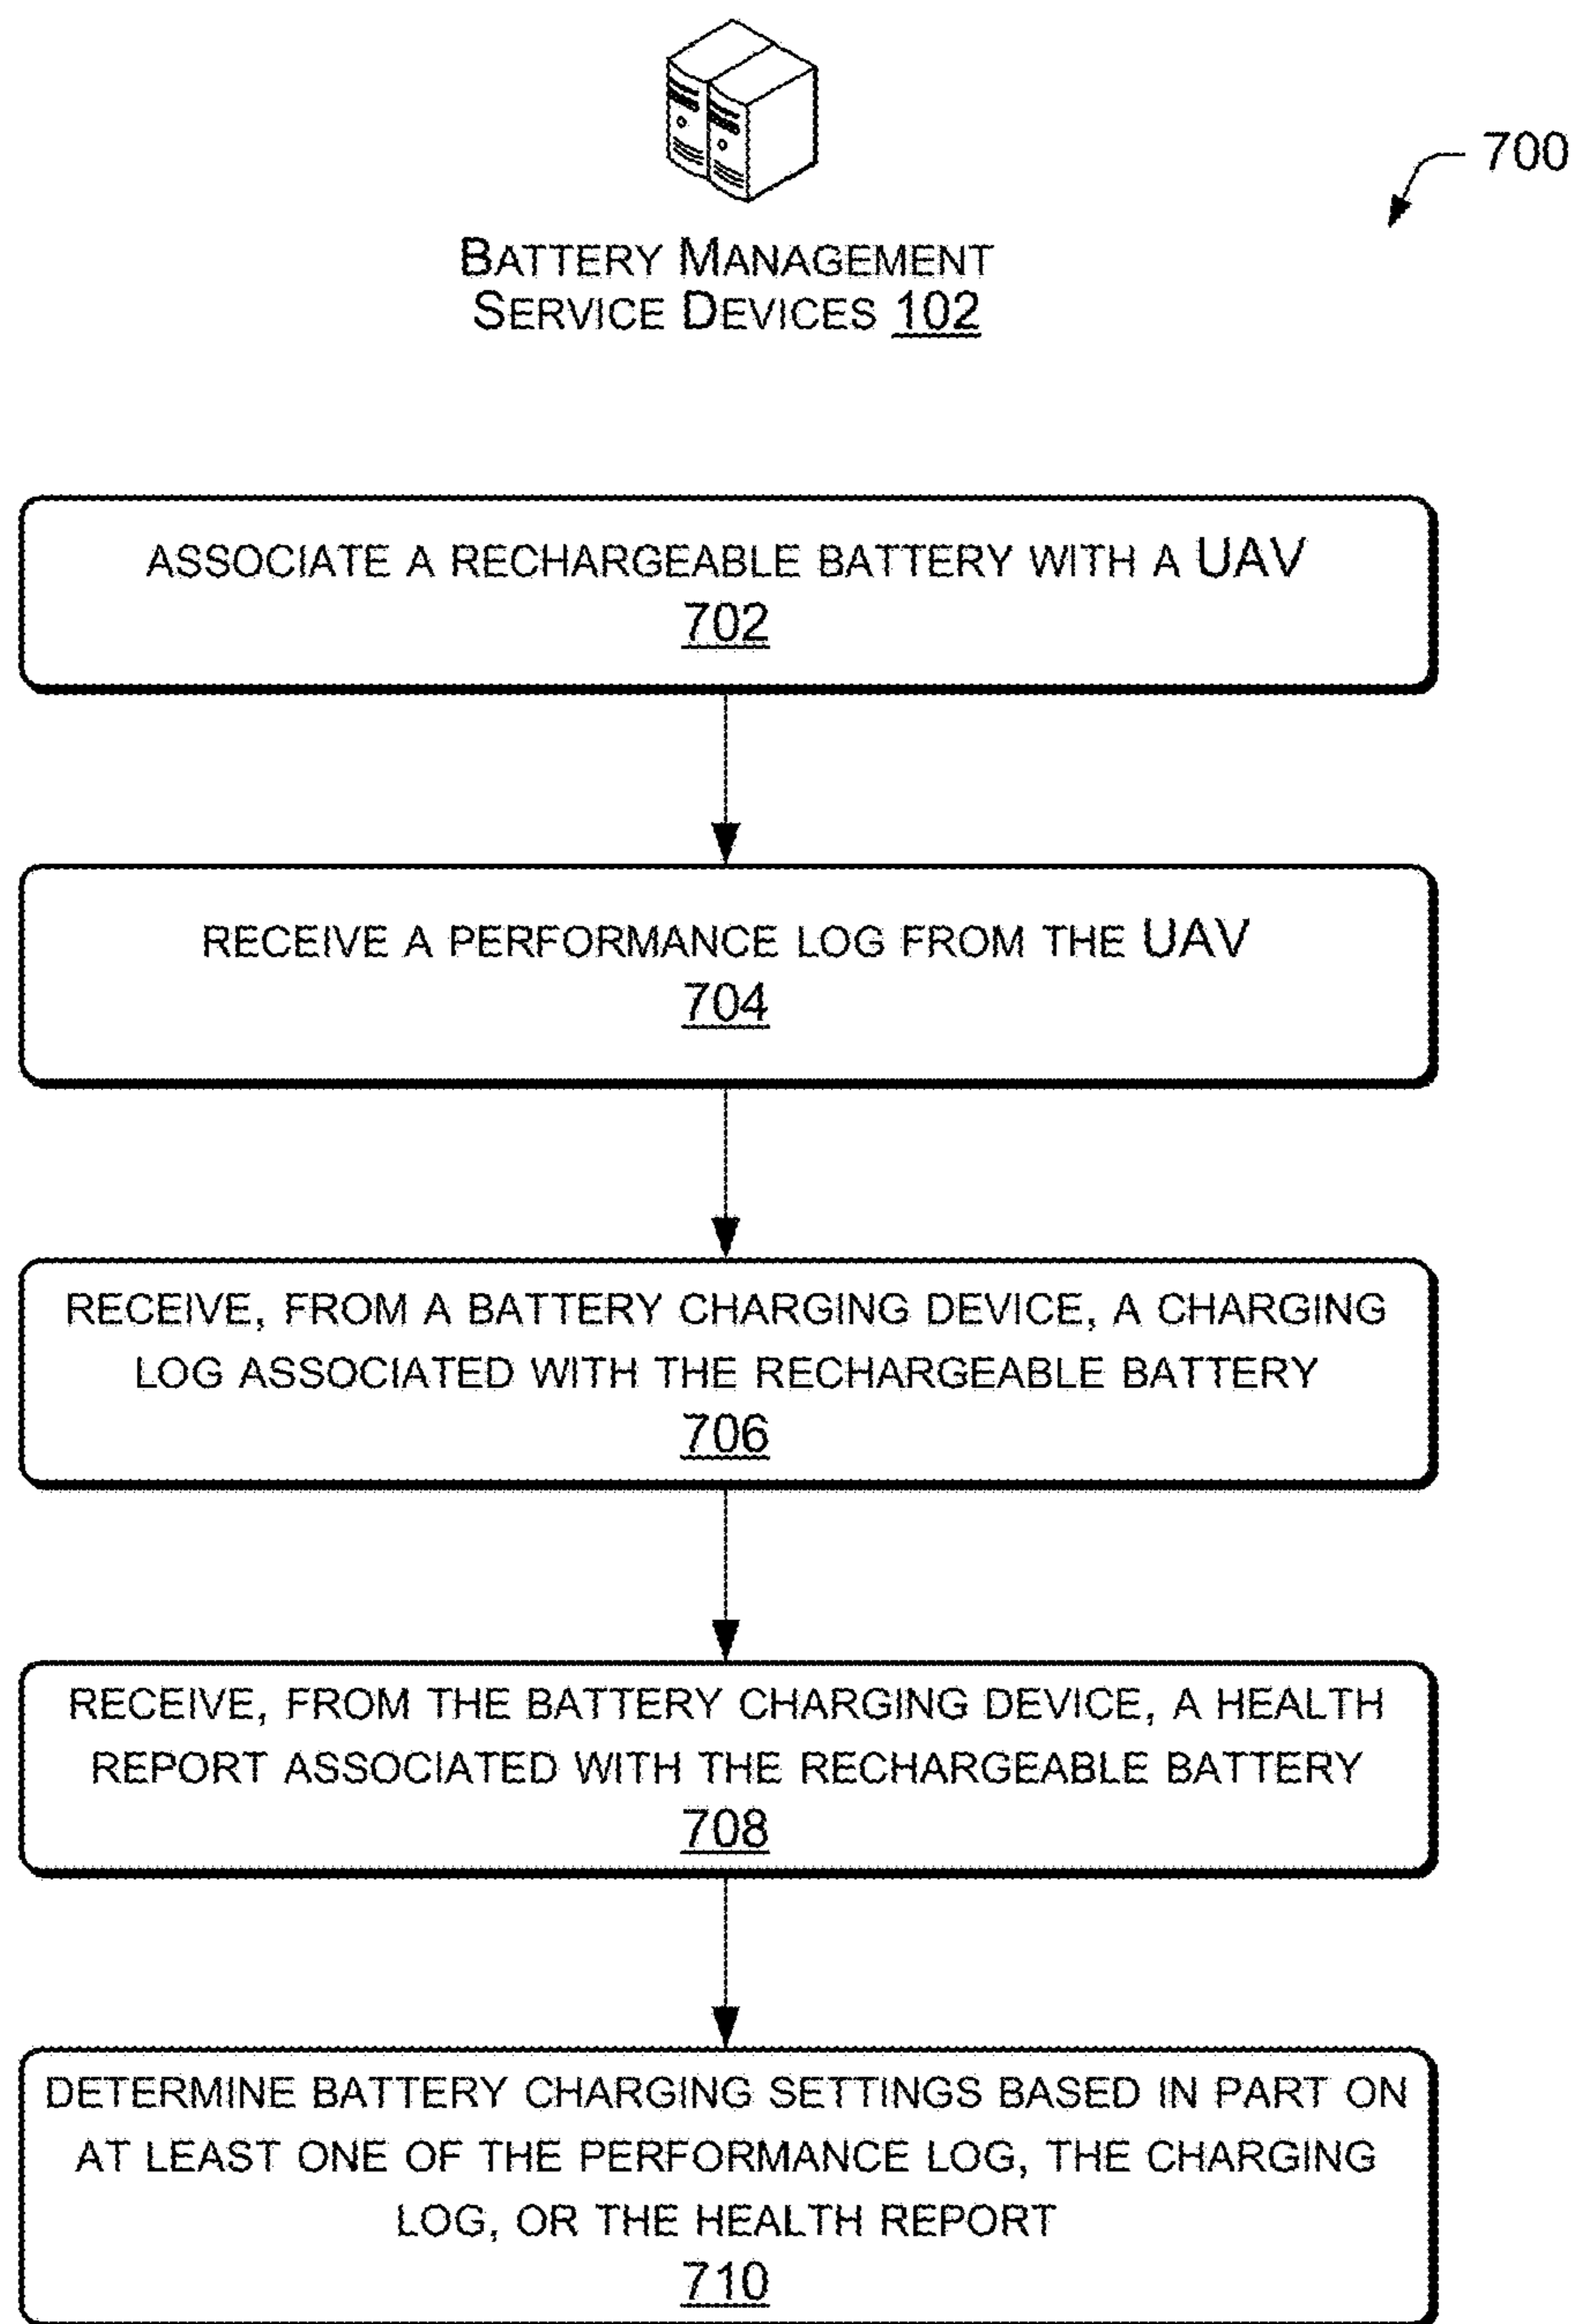 700
BATTERY MANAGEMENT
SERVICE DEVICES 102
ASSOCIATE A RECHARGEABLE BATTERY WITH A UAV
702
RECEIVE A PERFORMANCE LOG FROM THE UAV
704
RECEIVE, FROM A BATTERY CHARGING DEVICE, A CHARGING
LOG ASSOCIATED WITH THE RECHARGEABLE BATTERY
706
RECEIVE, FROM THE BATTERY CHARGING DEVICE, A HEALTH
REPORT ASSOCIATED WITH THE RECHARGEABLE BATTERY
708
DETERMINE BATTERY CHARGING SETTINGS BASED IN PART ON
AT LEAST ONE OF THE PERFORMANCE LOG, THE CHARGING
LOG, OR THE HEALTH REPORT
710